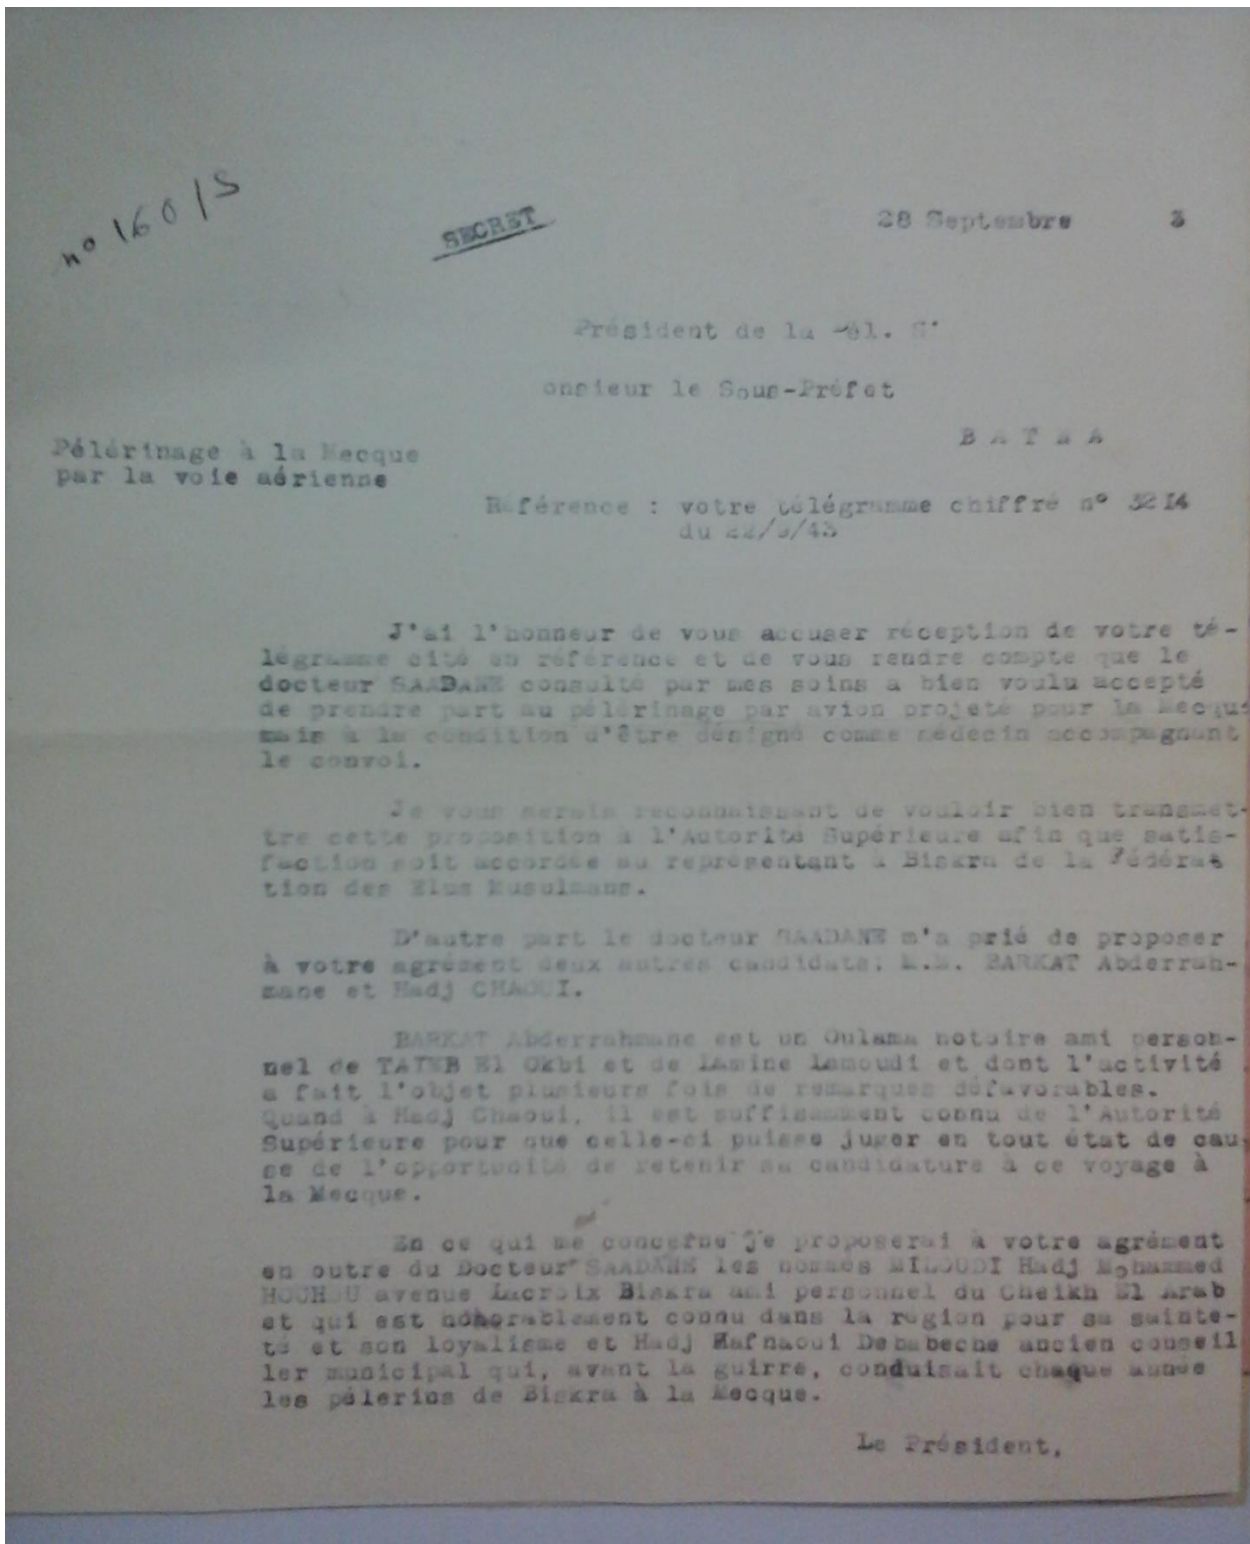 no 160/S
SECRET
28 Septembre 3
Président de la Dél. S
onsieur le Sous-Préfet
B A T N A
Pélérinage à la Mecque
par la voie aérienne
Référence : votre télégramme chiffré n° 3214
du 22/9/43
J'ai l'honneur de vous accuser réception de votre té-
légramme cité en référence et de vous rendre compte que le
docteur SAADANE consulté par mes soins a bien voulu accepté
de prendre part au pélérinage par avion projeté pour la Mecque
mais à la condition d'être désigné comme médecin accompagnant
le convoi.
Je vous serais reconnaissant de vouloir bien transmet-
tre cette proposition à l'Autorité Supérieure afin que satis-
faction soit accordée au représentant à Biskra de la Fédéra-
tion des Elus Musulmans.
D'autre part le docteur SAADANE m'a prié de proposer
à votre agrément deux autres candidats; M.M. BARKAT Abderrah-
mane et Hadj CHAOUI.
BARKAT Abderrahmane est un Oulama notoire ami person-
nel de TAIEB El Okbi et de Lamine Lamoudi et dont l'activité
a fait l'objet plusieurs fois de remarques défavorables.
Quand à Hadj Chaoui, il est suffisamment connu de l'Autorité
Supérieure pour que celle-ci puisse juger en tout état de cau-
se de l'opportunité de retenir sa candidature à ce voyage à
la Mecque.
En ce qui me concerne je proposerai à votre agrément
en outre du Docteur SAADANE les nommés MILOUDI Hadj Mohammed
HOUHOU avenue Lacroix Biskra ami personnel du Cheikh El Arab
et qui est honorablement connu dans la région pour sa sainte-
té et son loyalisme et Hadj Hafnaoui Debabeche ancien conseil
ler municipal qui, avant la guirre, conduisait chaque année
les pélerins de Biskra à la Mecque.
Le Président,